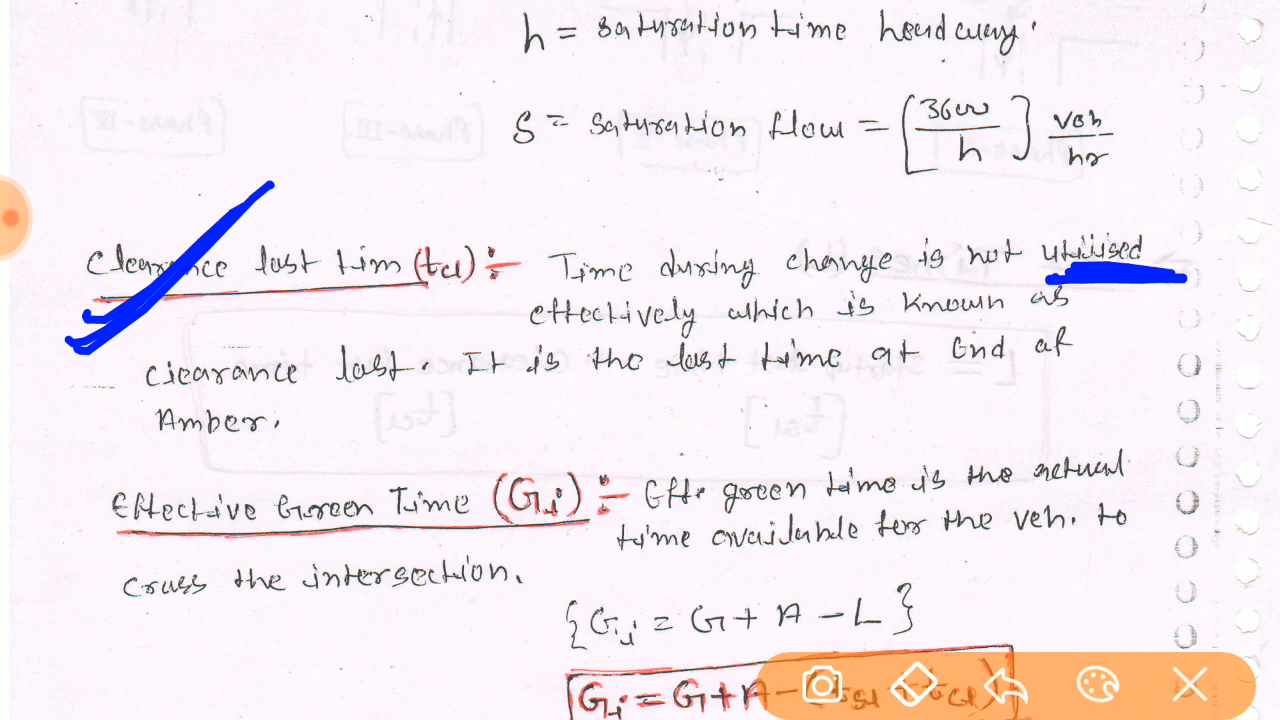 h = saturation time headway.
S = saturation flow = [3600/h] veh/hr
Clearance lost tim (tcl) :- Time during change is not utilised
effectively which is known as
clearance lost. It is the lost time at End of
Amber.
Effective Green Time (Gi) :- Eff. green time is the actual
time available for the veh. to
cross the intersection.
{Gi = G + A - L}
Gi = G + A - (tsl + tcl)